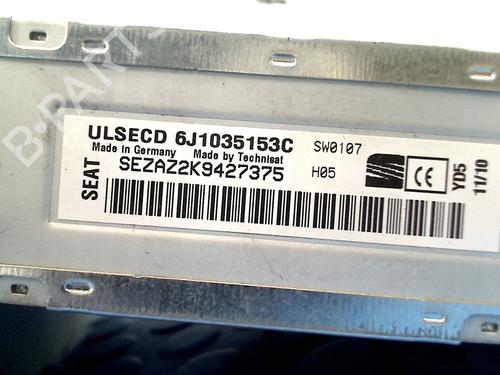 ULSECD 6J1035153C SW0107
Made in Germany Made by Technisat
SEZAZ2K9427375 H05
SEAT
CE
YD5
11/10
B-PARTS